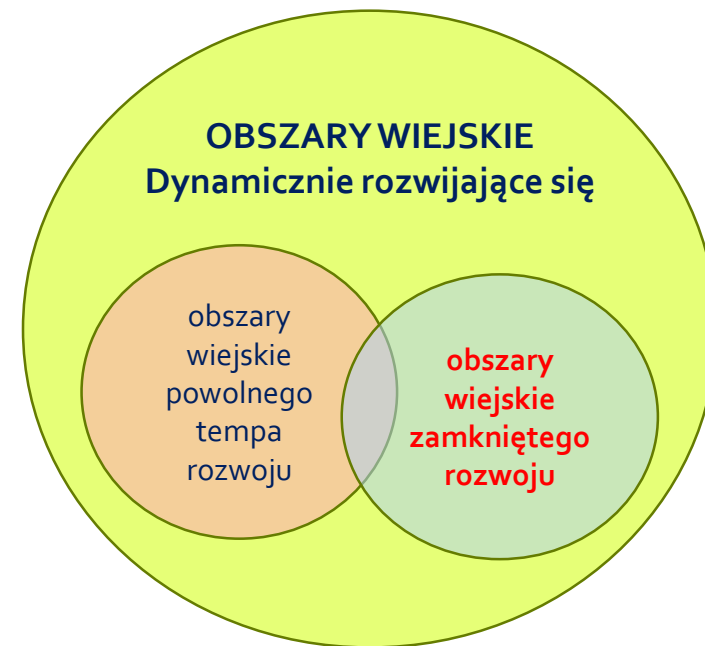 OBSZARY WIEJSKIE
Dynamicznie rozwijające się
obszary
wiejskie
powolnego
tempa
rozwoju
obszary
wiejskie
zamkniętego
rozwoju